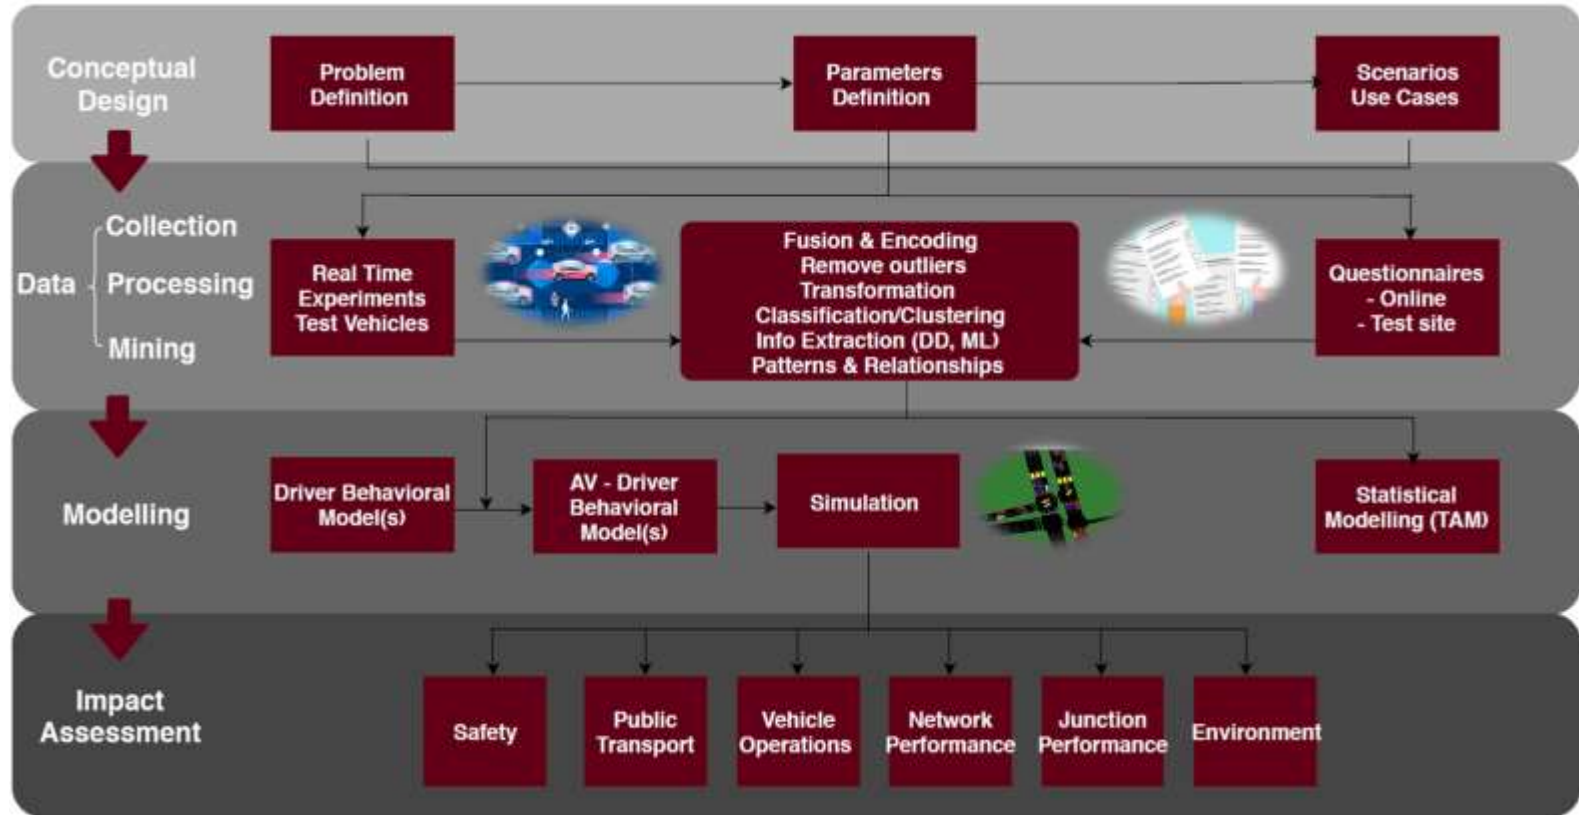 Conceptual
Design
Problem
Definition
Parameters
Definition
Scenarios
Use Cases
Data
Collection
Processing
Mining
Real Time
Experiments
Test Vehicles
Fusion & Encoding
Remove outliers
Transformation
Classification/Clustering
Info Extraction (DD, ML)
Patterns & Relationships
Questionnaires
- Online
- Test site
Modelling
Driver Behavioral
Model(s)
AV - Driver
Behavioral
Model(s)
Simulation
Statistical
Modelling (TAM)
Impact
Assessment
Safety
Public
Transport
Vehicle
Operations
Network
Performance
Junction
Performance
Environment